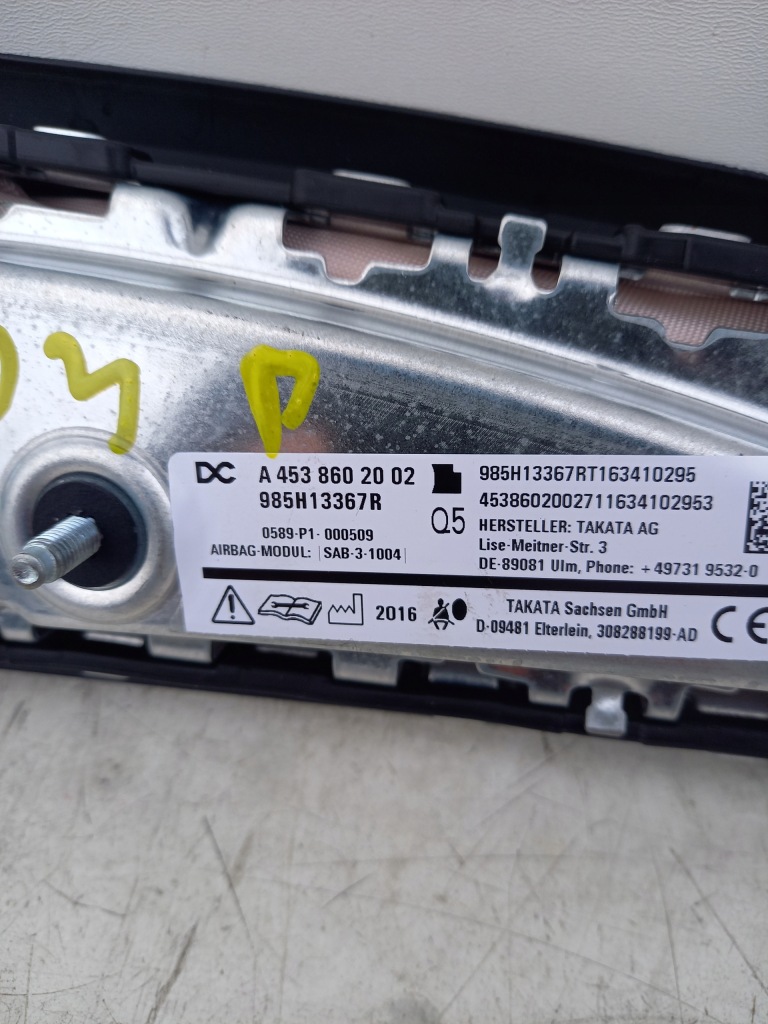 P
DC A 453 860 20 02
985H13367R
0589-P1-000509
AIRBAG-MODUL: SAB-3-1004
Q5
985H13367RT163410295
4538602002711634102953
HERSTELLER: TAKATA AG
Lise-Meitner-Str. 3
DE-89081 Ulm, Phone: +49731 9532-0
2016
TAKATA Sachsen GmbH
D-09481 Elterlein, 308288199-AD
CE